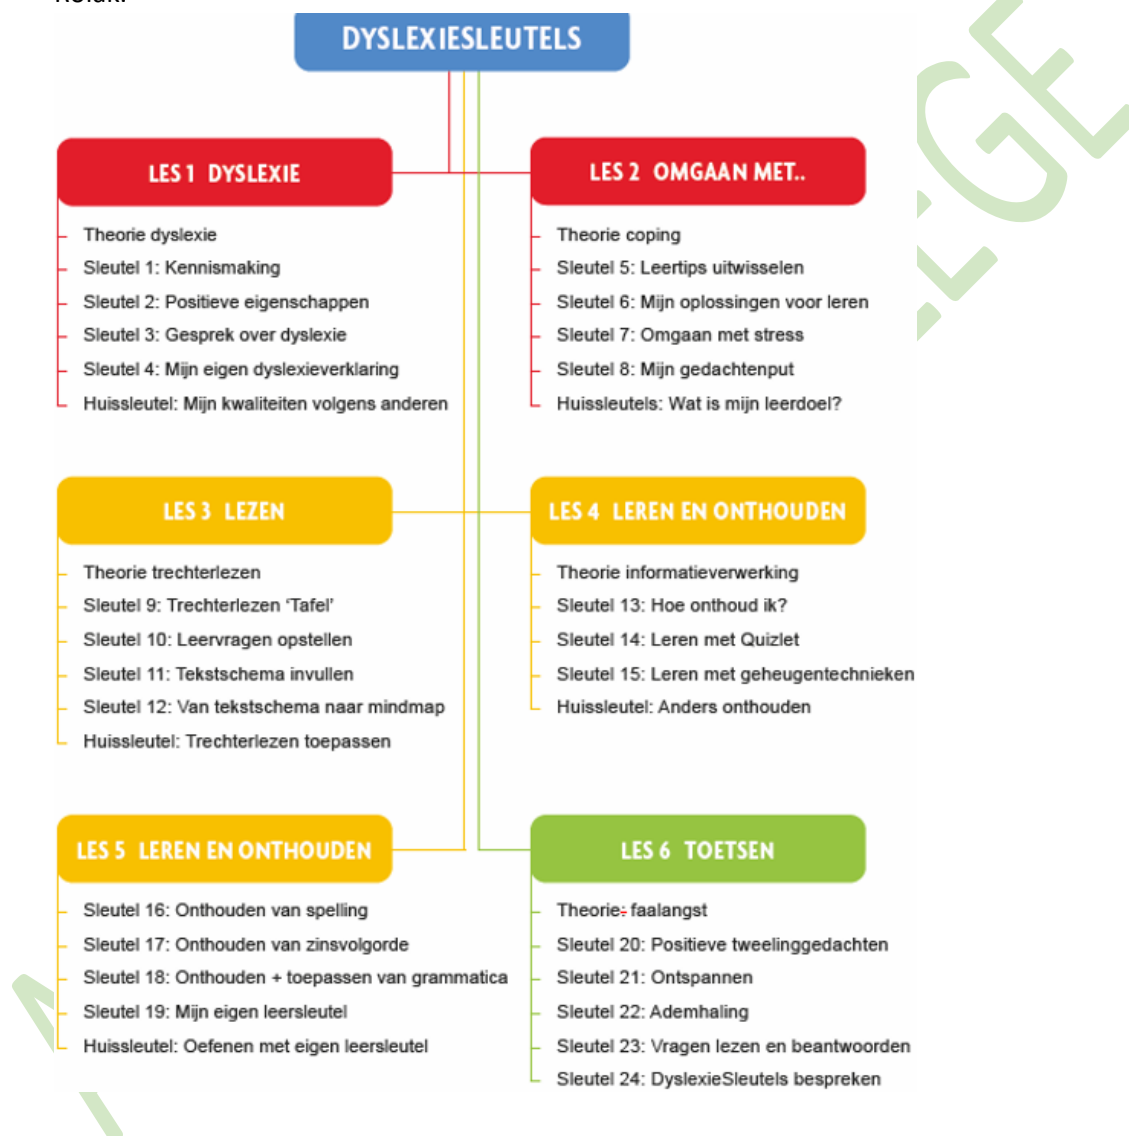 DYSLEXIESLEUTELS
LES 1 DYSLEXIE
Theorie dyslexie
Sleutel 1: Kennismaking
Sleutel 2: Positieve eigenschappen
Sleutel 3: Gesprek over dyslexie
Sleutel 4: Mijn eigen dyslexieverklaring
Huissleutel: Mijn kwaliteiten volgens anderen
LES 2 OMGAAN MET..
Theorie coping
Sleutel 5: Leertips uitwisselen
Sleutel 6: Mijn oplossingen voor leren
Sleutel 7: Omgaan met stress
Sleutel 8: Mijn gedachtenput
Huissleutels: Wat is mijn leerdoel?
LES 3 LEZEN
Theorie trechterlezen
Sleutel 9: Trechterlezen ‘Tafel’
Sleutel 10: Leervragen opstellen
Sleutel 11: Tekstschema invullen
Sleutel 12: Van tekstschema naar mindmap
Huissleutel: Trechterlezen toepassen
LES 4 LEREN EN ONTHOUDEN
Theorie informatieverwerking
Sleutel 13: Hoe onthoud ik?
Sleutel 14: Leren met Quizlet
Sleutel 15: Leren met geheugentechnieken
Huissleutel: Anders onthouden
LES 5 LEREN EN ONTHOUDEN
Sleutel 16: Onthouden van spelling
Sleutel 17: Onthouden van zinsvolgorde
Sleutel 18: Onthouden + toepassen van grammatica
Sleutel 19: Mijn eigen leersleutel
Huissleutel: Oefenen met eigen leersleutel
LES 6 TOETSEN
Theorie: faalangst
Sleutel 20: Positieve tweelinggedachten
Sleutel 21: Ontspannen
Sleutel 22: Ademhaling
Sleutel 23: Vragen lezen en beantwoorden
Sleutel 24: DyslexieSleutels bespreken